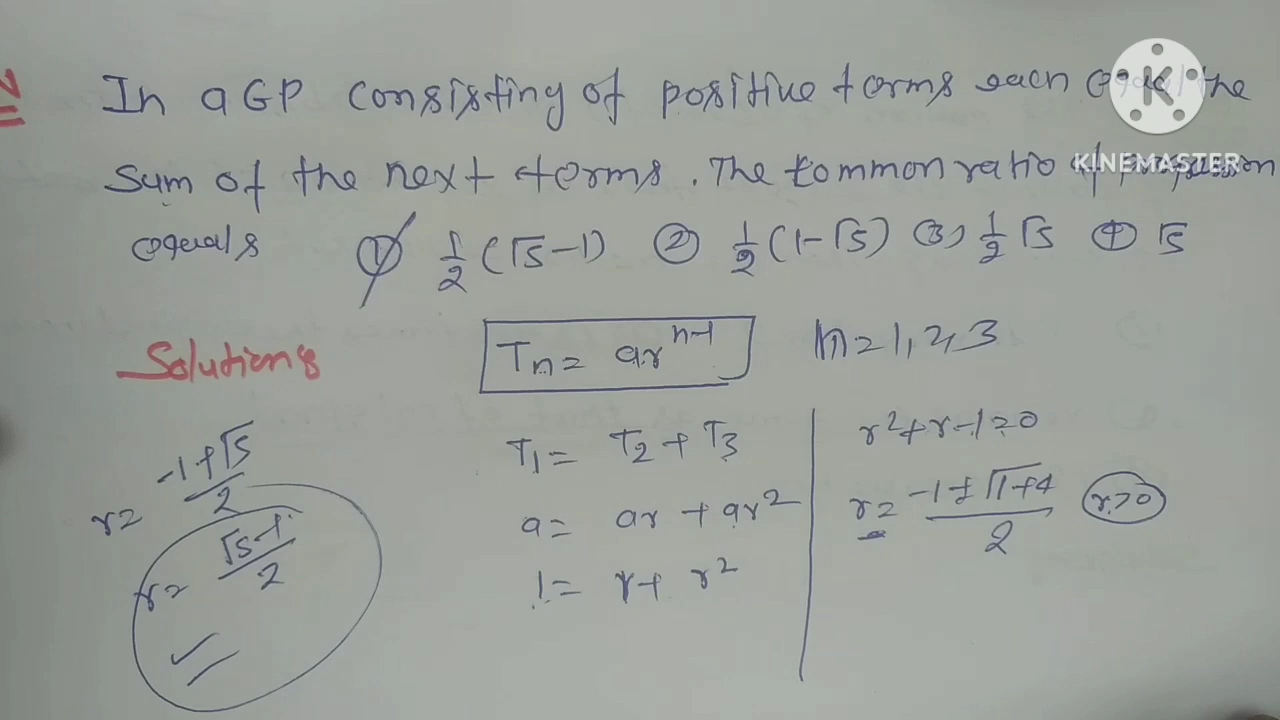 In a GP consisting of positive terms each the
KINEMASTER
Sum of the next terms. The common ratio of
equals ① 1/2 (√5-1) ② 1/2 (1-√5) (3) 1/2 √5 ④ √5
Solutions
Tn = ar^n-1
n=1,2,3
T1 = T2 + T3
a = ar + ar²
1 = r + r²
r²+r-1=0
r = -1±√1+4 / 2
r>0
r = -1+√5 / 2
r = √5-1 / 2